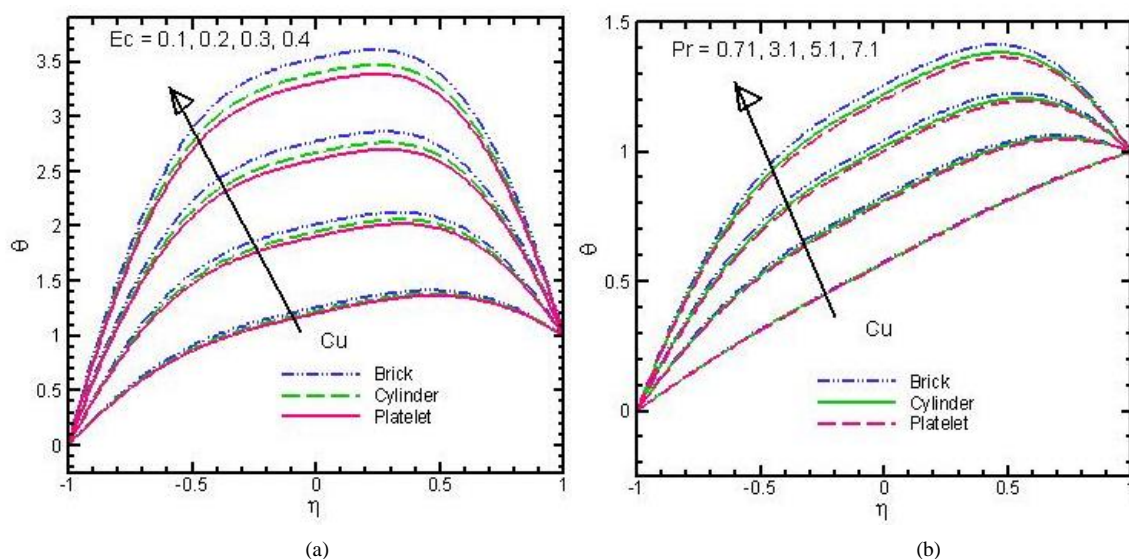 Ec = 0.1, 0.2, 0.3, 0.4
3.5
3
2.5
2
θ
1.5
1
0.5
0
Cu
Brick
Cylinder
Platelet
-1
-0.5
0
0.5
1
η
(a)
1.5
Pr = 0.71, 3.1, 5.1, 7.1
1
θ
0.5
0
Cu
Brick
Cylinder
Platelet
-1
-0.5
0
0.5
1
η
(b)